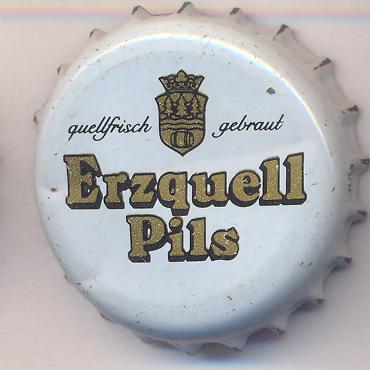 quellfrisch gebraut
Erzquell
Pils